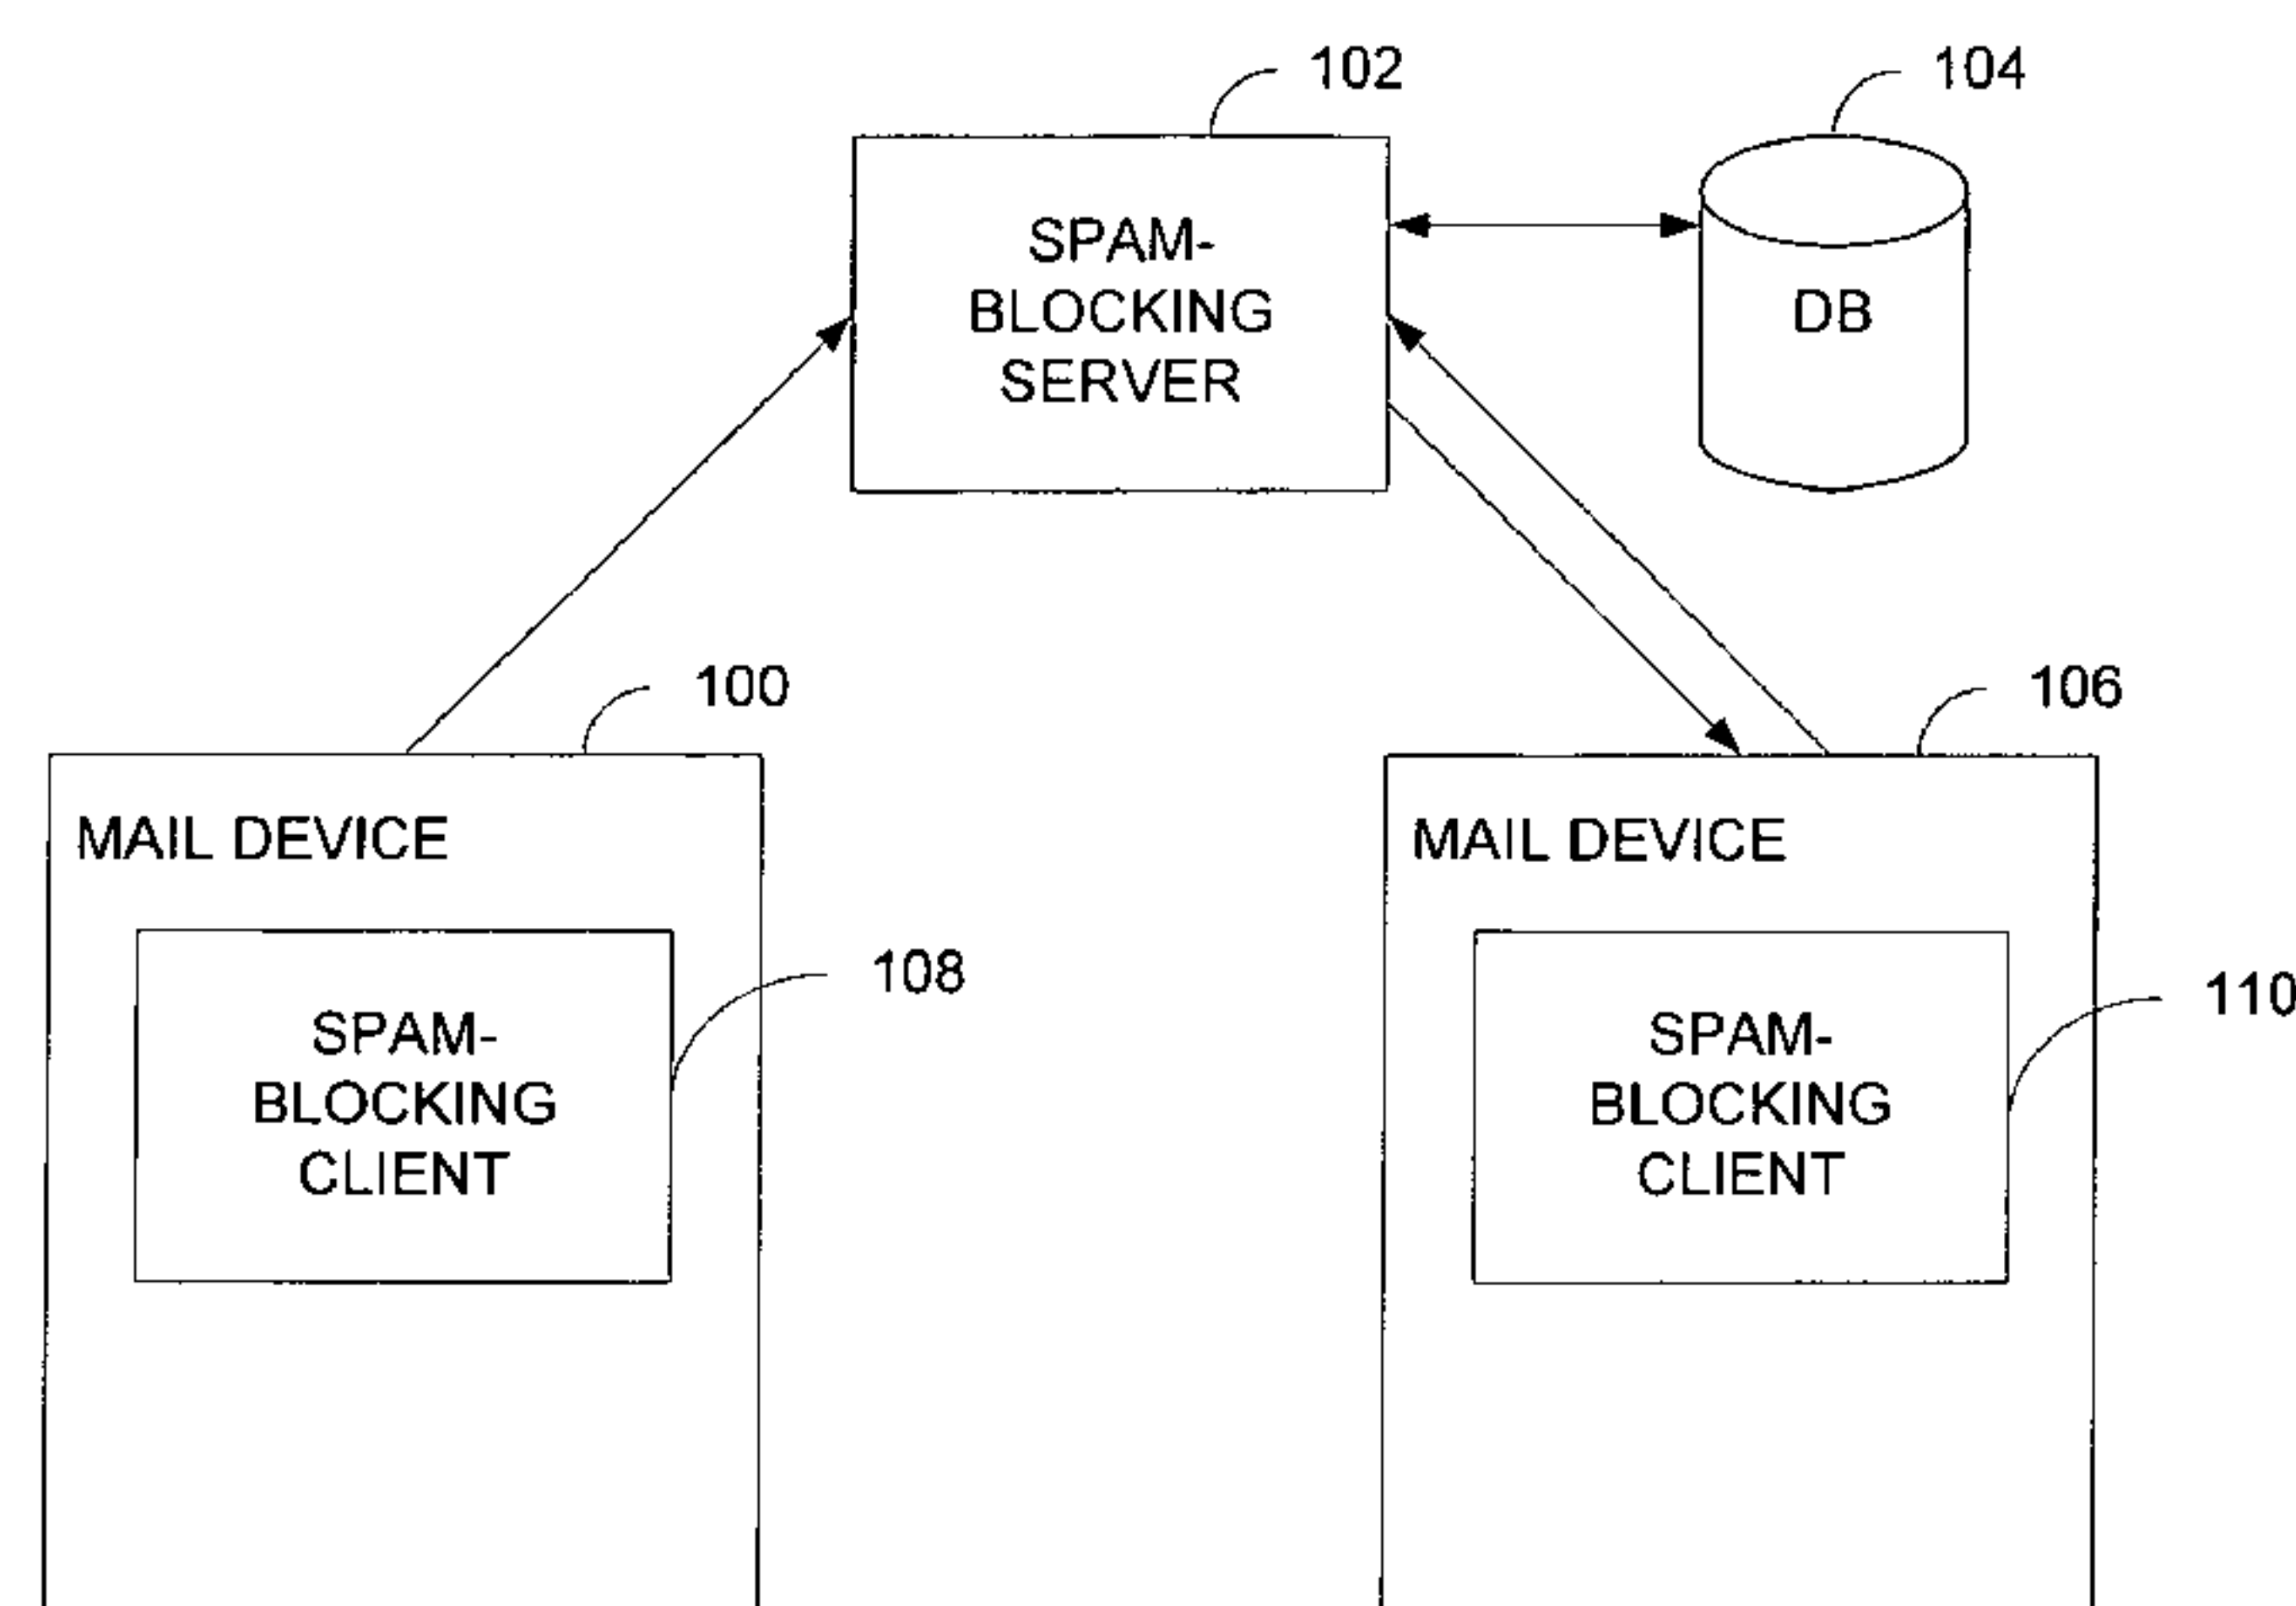 102
104
SPAM-
BLOCKING
SERVER
DB
100
106
MAIL DEVICE
MAIL DEVICE
108
110
SPAM-
BLOCKING
CLIENT
SPAM-
BLOCKING
CLIENT